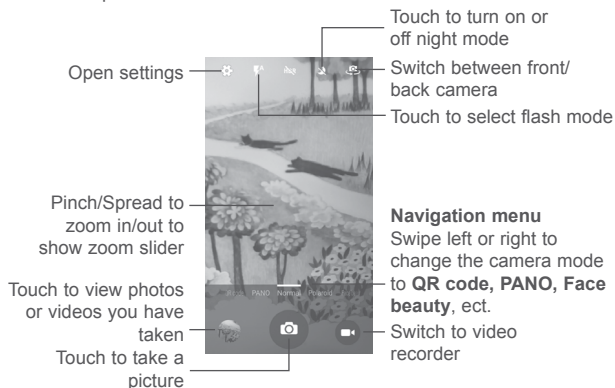 Touch to turn on or
off night mode
Open settings
Switch between front/
back camera
Touch to select flash mode
Pinch/Spread to
zoom in/out to
show zoom slider
Navigation menu
Swipe left or right to
change the camera mode
to QR code, PANO, Face
beauty, ect.
PANO Normal Polaroid
Touch to view photos
or videos you have
taken
Switch to video
recorder
Touch to take a
picture